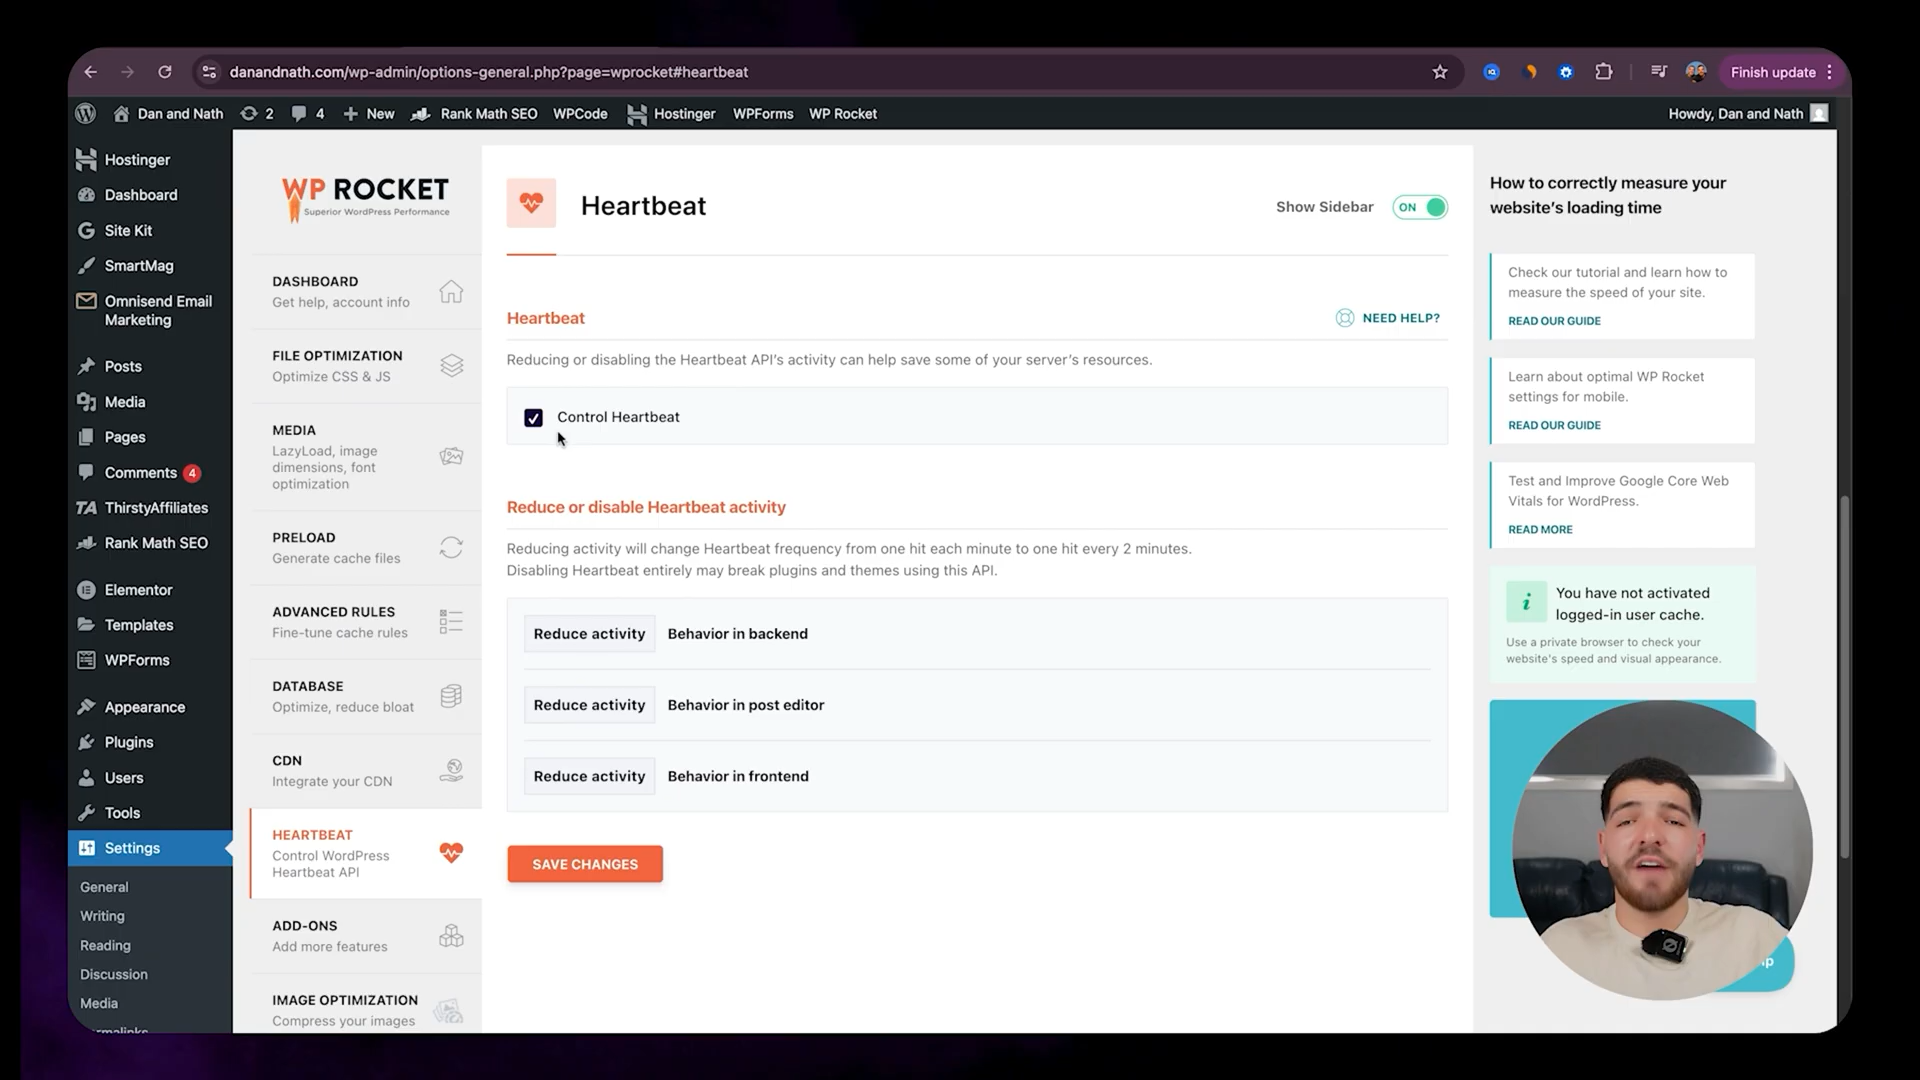 danandnath.com/wp-admin/options-general.php?page=wprocket#heartbeat
Finish update
Dan and Nath
2
4
New
Rank Math SEO
WPCode
Hostinger
WPForms
WP Rocket
Howdy, Dan and Nath
Hostinger
Dashboard
Site Kit
SmartMag
Omnisend Email
Marketing
Posts
Media
Pages
Comments 4
TA ThirstyAffiliates
Rank Math SEO
Elementor
Templates
WPForms
Appearance
Plugins
Users
Tools
Settings
General
Writing
Reading
Discussion
Media
WP ROCKET
Superior WordPress Performance
DASHBOARD
Get help, account info
FILE OPTIMIZATION
Optimize CSS & JS
MEDIA
LazyLoad, image
dimensions, font
optimization
PRELOAD
Generate cache files
ADVANCED RULES
Fine-tune cache rules
DATABASE
Optimize, reduce bloat
CDN
Integrate your CDN
HEARTBEAT
Control WordPress
Heartbeat API
ADD-ONS
Add more features
IMAGE OPTIMIZATION
Compress your images
Heartbeat
Show Sidebar
ON
Heartbeat
NEED HELP?
Reducing or disabling the Heartbeat API's activity can help save some of your server's resources.
Control Heartbeat
Reduce or disable Heartbeat activity
Reducing activity will change Heartbeat frequency from one hit each minute to one hit every 2 minutes.
Disabling Heartbeat entirely may break plugins and themes using this API.
Reduce activity Behavior in backend
Reduce activity Behavior in post editor
Reduce activity Behavior in frontend
SAVE CHANGES
How to correctly measure your
website's loading time
Check our tutorial and learn how to
measure the speed of your site.
READ OUR GUIDE
Learn about optimal WP Rocket
settings for mobile.
READ OUR GUIDE
Test and Improve Google Core Web
Vitals for WordPress.
READ MORE
You have not activated
logged-in user cache.
Use a private browser to check your
website's speed and visual appearance.